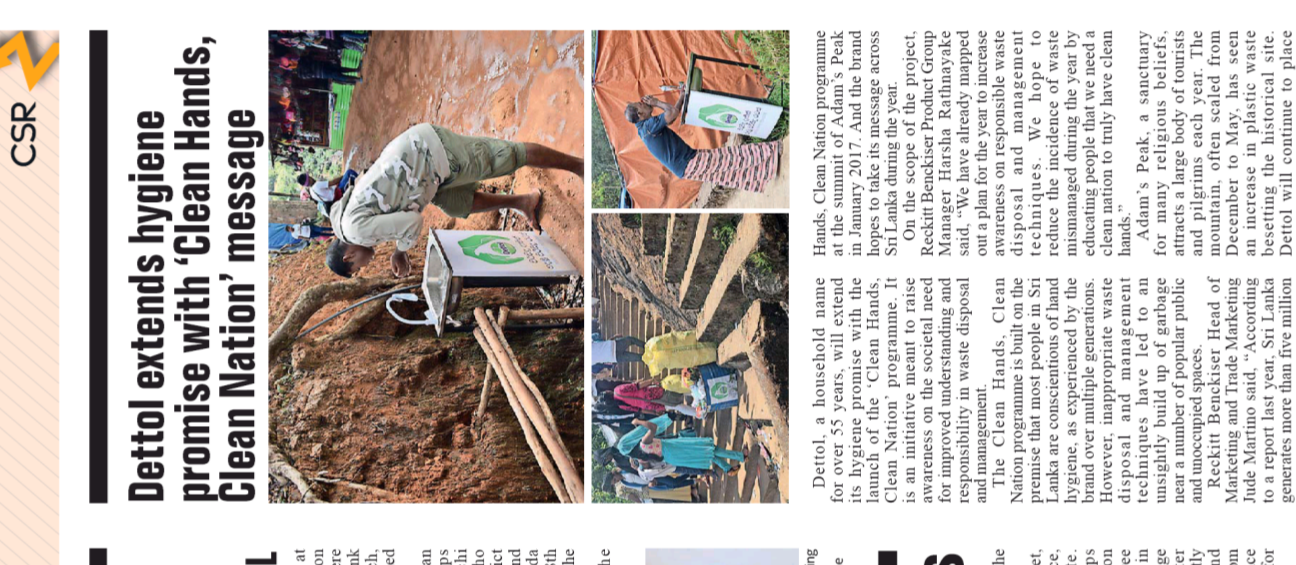 CSR
Dettol extends hygiene
promise with ‘Clean Hands,
Clean Nation’ message
Dettol, a household name
for over 55 years, will extend
its hygiene promise with the
launch of the ‘Clean Hands,
Clean Nation’ programme. It
is an initiative meant to raise
awareness on the societal need
for improved understanding and
responsibility in waste disposal
and management.
The Clean Hands, Clean
Nation programme is built on the
premise that most people in Sri
Lanka are conscientious of hand
hygiene, as experienced by the
brand over multiple generations.
However, inappropriate waste
disposal and management
techniques have led to an
unsightly build up of garbage
near a number of popular public
and unoccupied spaces.
Reckitt Benckiser Head of
Marketing and Trade Marketing
Jude Martino said, “According
to a report last year, Sri Lanka
generates more than five million
Hands, Clean Nation programme
at the summit of Adam’s Peak
in January 2017. And the brand
hopes to take its message across
Sri Lanka during the year.
On the scope of the project,
Reckitt Benckiser Product Group
Manager Harsha Rathnayake
said, “We have already mapped
out a plan for the year to increase
awareness on responsible waste
disposal and management
techniques. We hope to
reduce the incidence of waste
mismanaged during the year by
educating people that we need a
clean nation to truly have clean
hands.”
Adam’s Peak, a sanctuary
for many religious beliefs,
attracts a large body of tourists
and pilgrims each year. The
mountain, often scaled from
December to May, has seen
an increase in plastic waste
besetting the historical site.
Dettol will continue to place